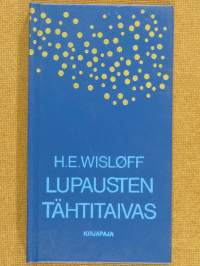 H.E.WISLØFF
LUPAUSTEN
TÄHTITAIVAS
KIRJAPAJA